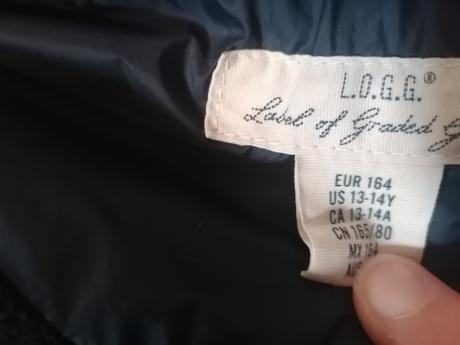 L.O.G.G.®
Label of Graded
EUR 164
US 13-14Y
CA 13-14A
CN 165/80
MX 164